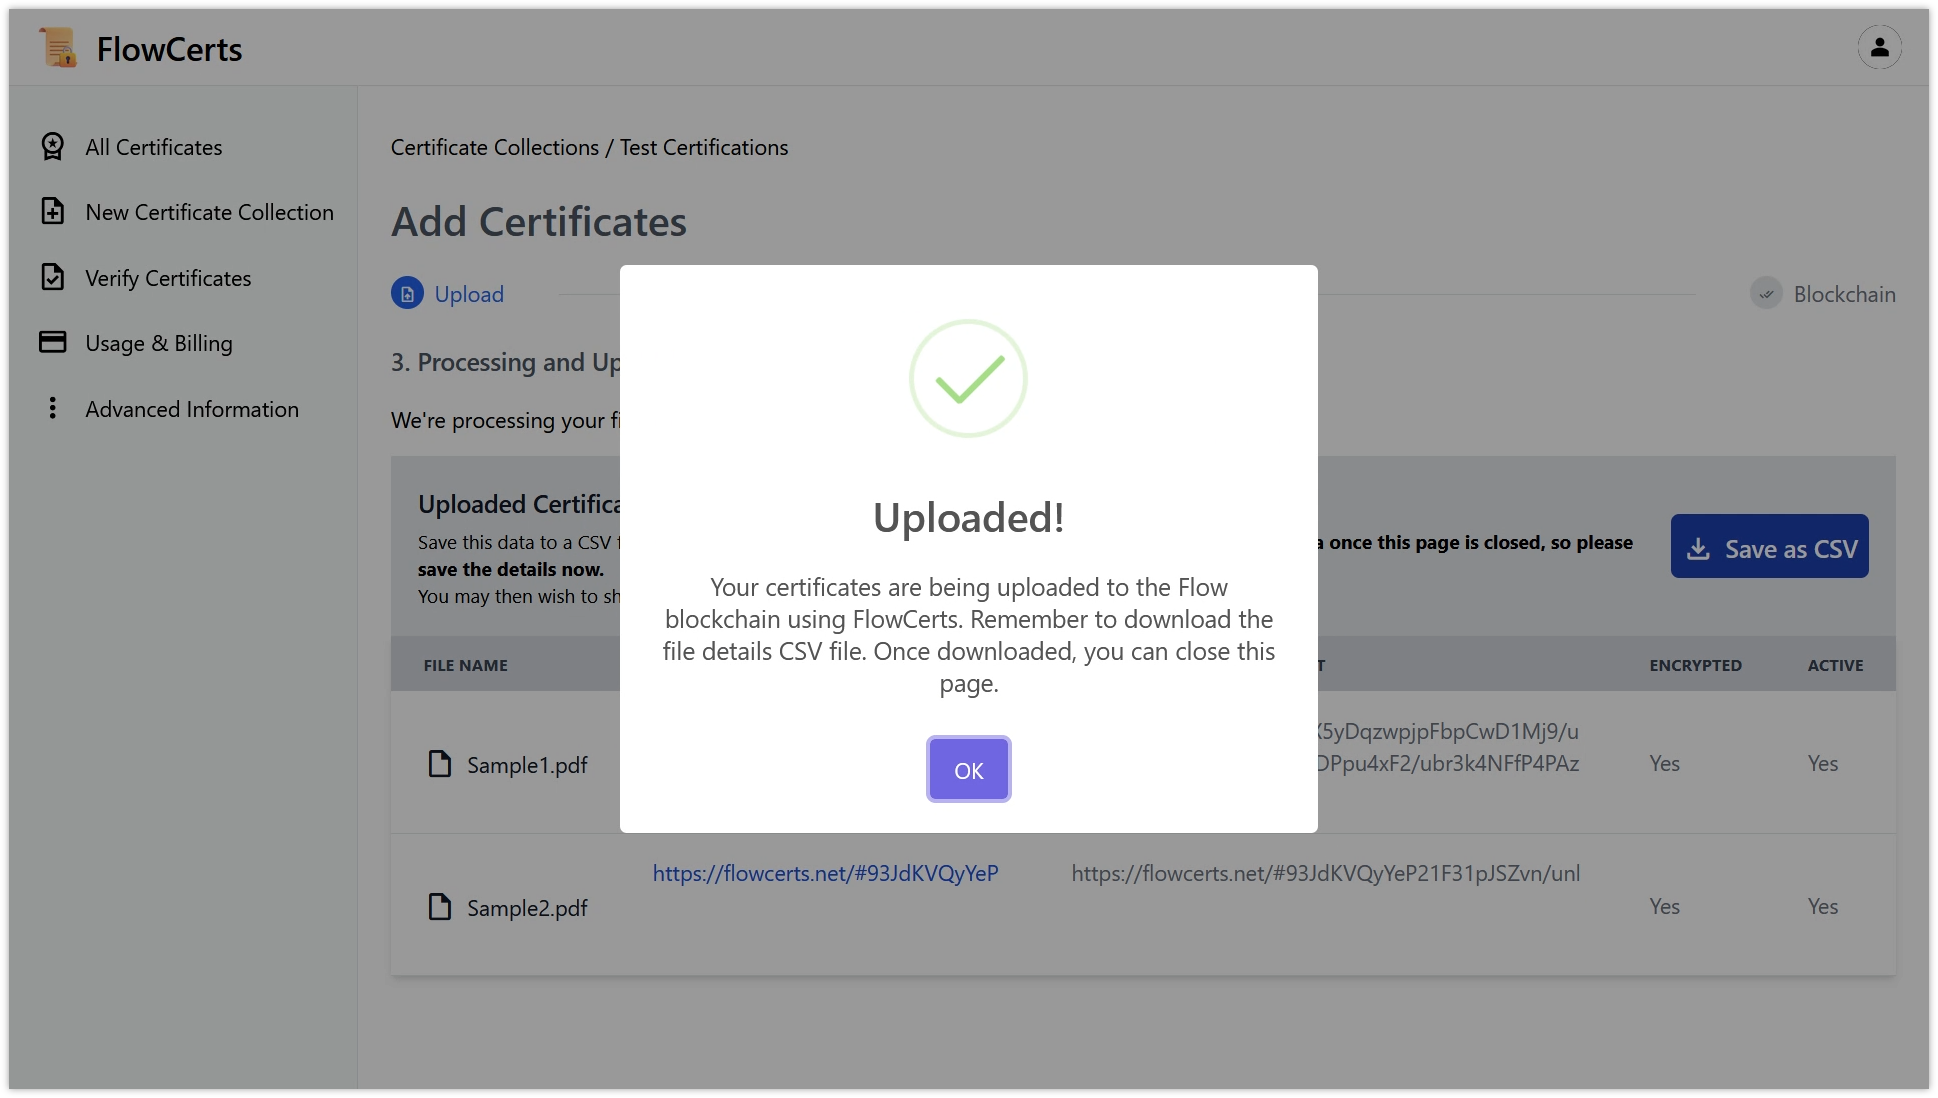 FlowCerts
All Certificates
New Certificate Collection
Verify Certificates
Usage & Billing
Advanced Information
Certificate Collections / Test Certifications
Add Certificates
Upload
Blockchain
3. Processing and
We're processing your
Uploaded
Save this data to a CSV
a once this page is closed, so please
save the details now.
You may then wish to
Save as CSV
FILE NAME
ENCRYPTED
ACTIVE
Sample1.pdf
5yDqzwpjpFbpCwD1Mj9/u
DPpu4xF2/ubr3k4NFfP4PAz
Yes
Yes
Sample2.pdf
https://flowcerts.net/#93JdKVQyYeP
https://flowcerts.net/#93JdKVQyYeP21F31pJSZvn/unl
Yes
Yes
Uploaded!
Your certificates are being uploaded to the Flow
blockchain using FlowCerts. Remember to download the
file details CSV file. Once downloaded, you can close this
page.
OK